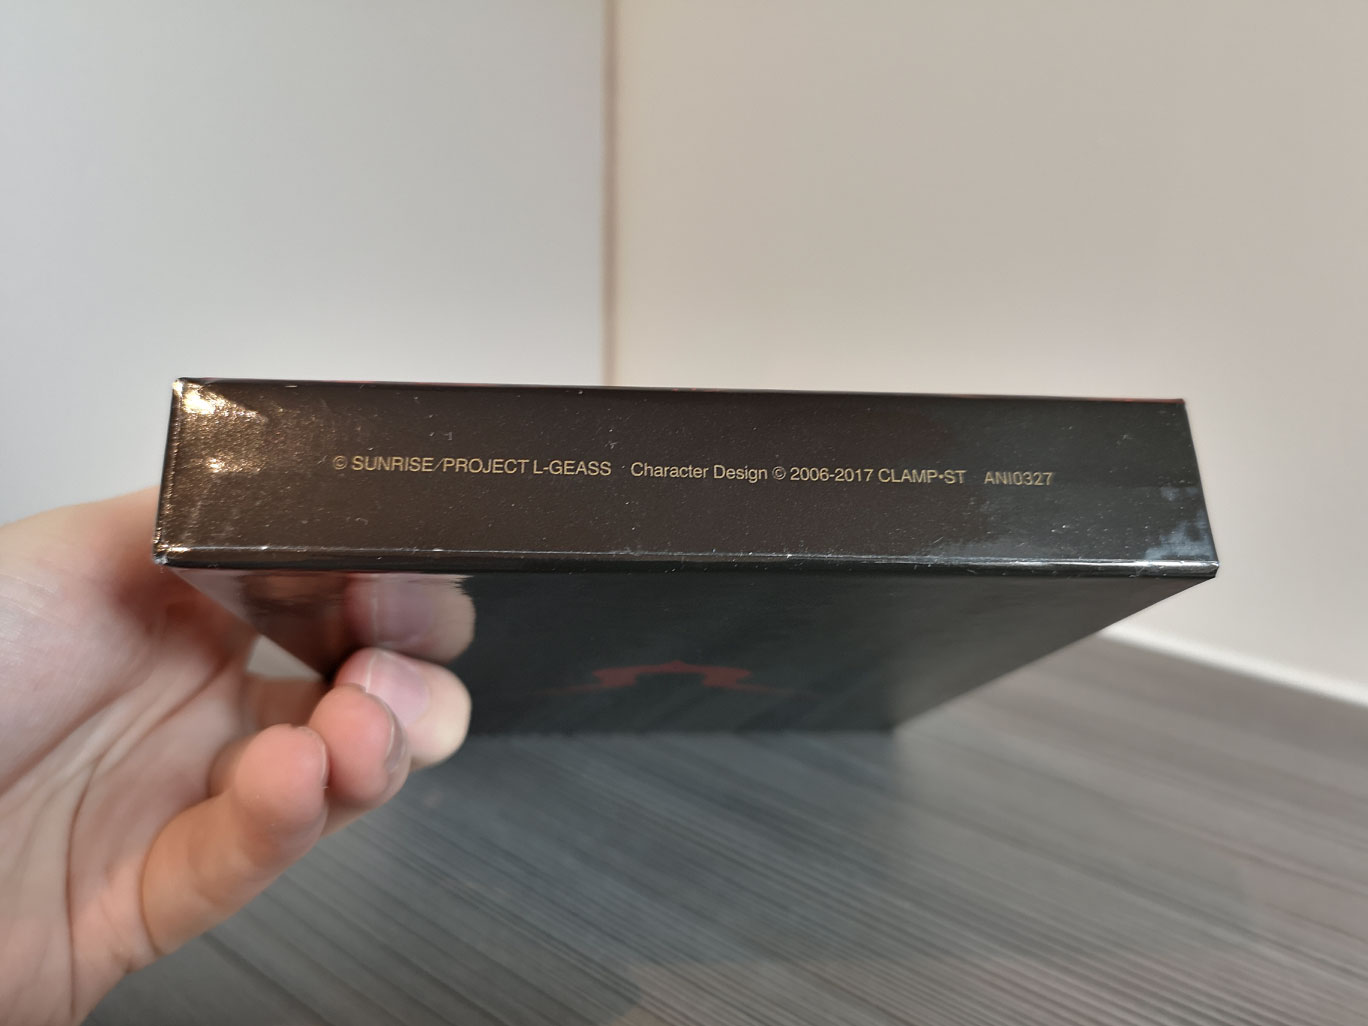 © SUNRISE/PROJECT L-GEASS Character Design © 2006-2017 CLAMP•ST ANI0327